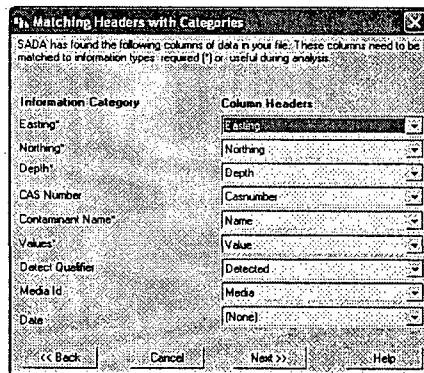 Matching Headers with Categories
SADA has found the following columns of data in your file. These columns need to be
matched to information types: required (*) or useful during analysis.
Information Category Column Headers
Easting* Easting
Northing* Northing
Depth* Depth
CAS Number Casnumber
Contaminant Name* Name
Values* Value
Detect Qualifier Detected
Media Id Media
Date (None)
<< Back Cancel Next >> Help